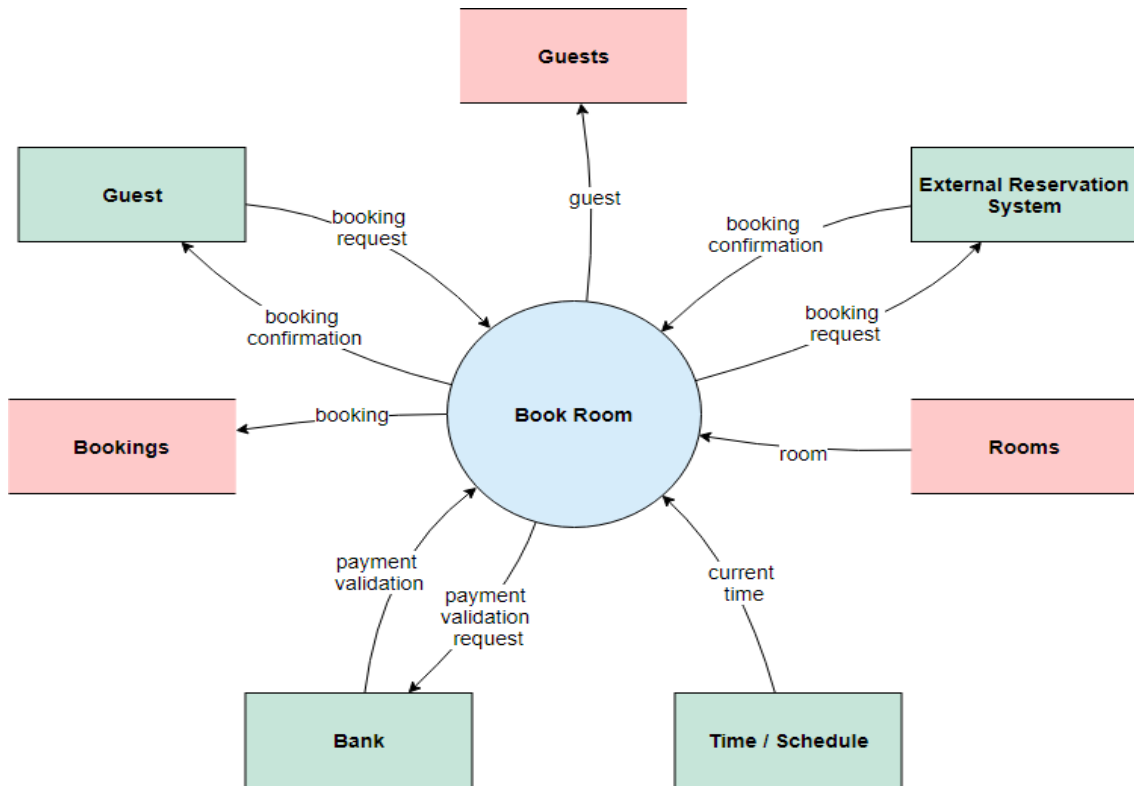 Guests
Guest
External Reservation
System
guest
booking
request
booking
confirmation
booking
confirmation
booking
request
Bookings
booking
Book Room
room
Rooms
payment
validation
payment
validation
request
current
time
Bank
Time / Schedule